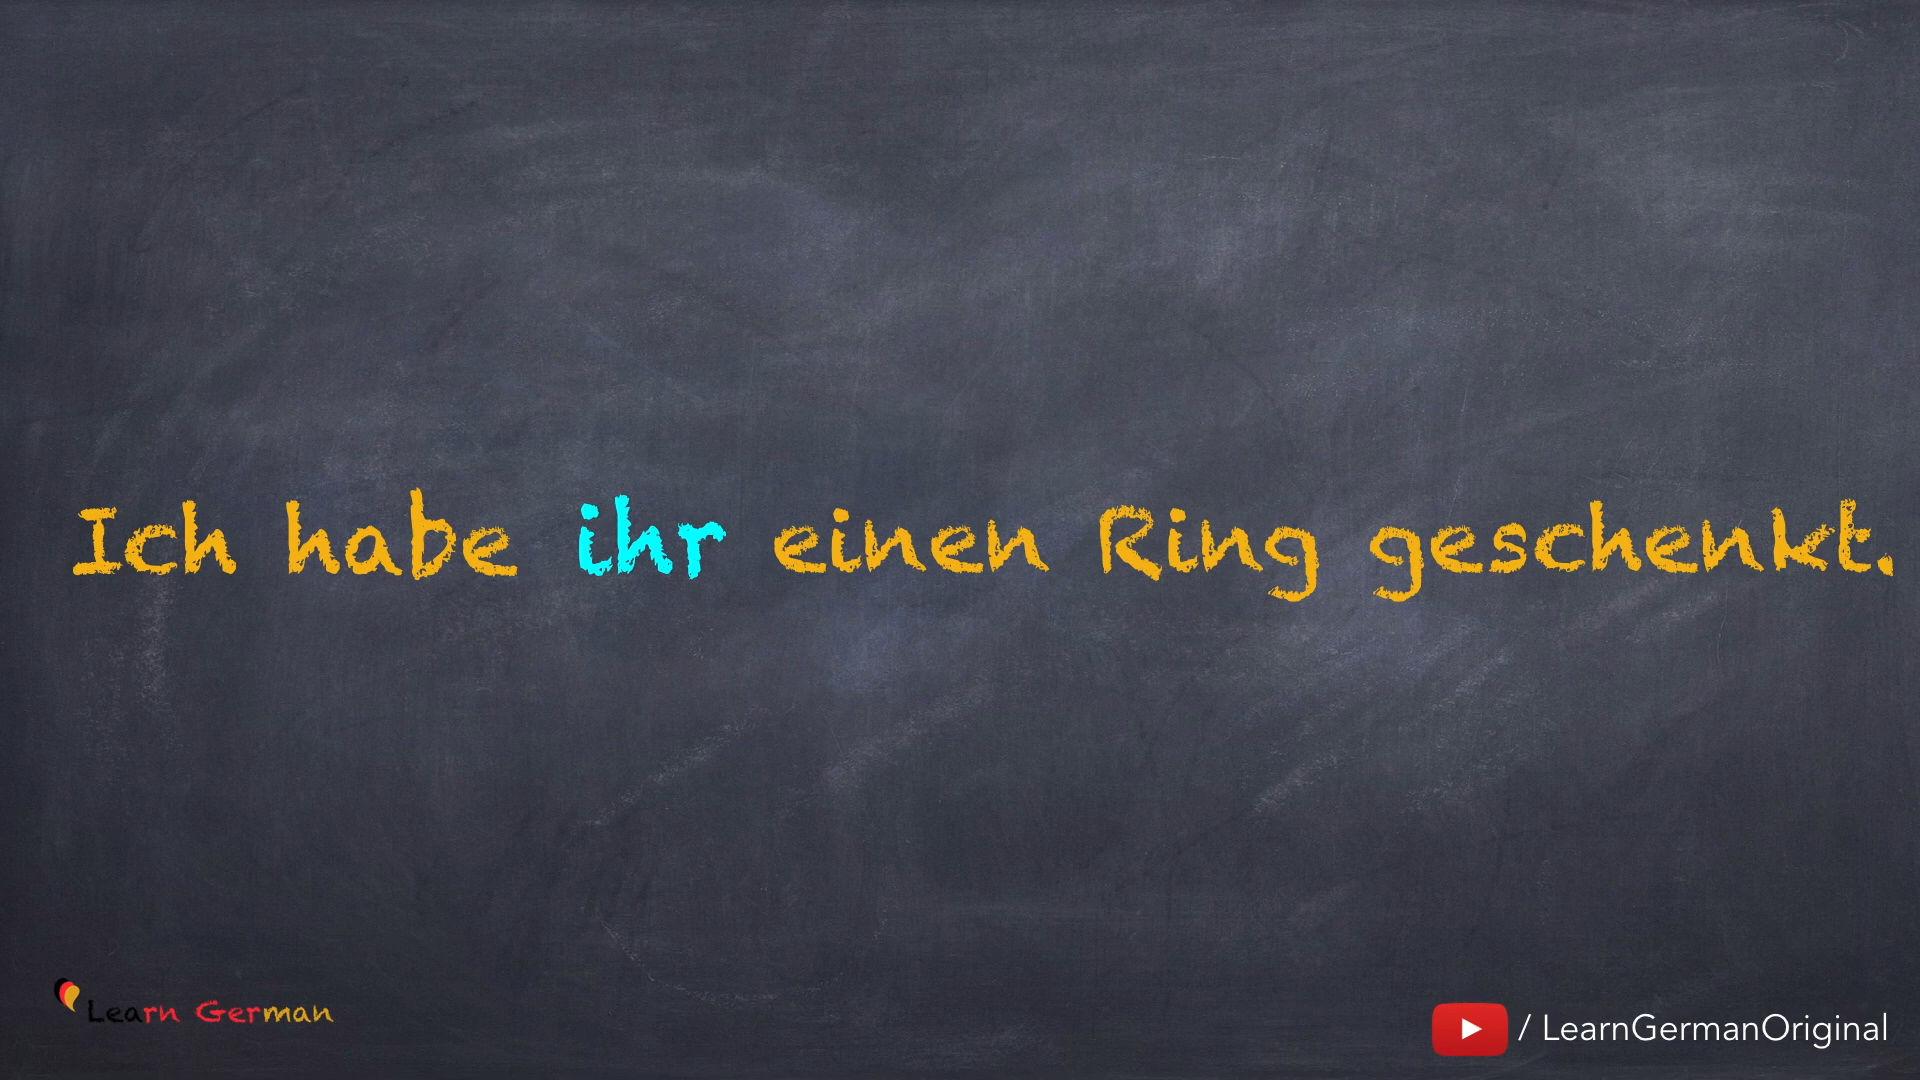 Ich habe ihr einen Ring geschenkt.
Learn German
/ LearnGermanOriginal